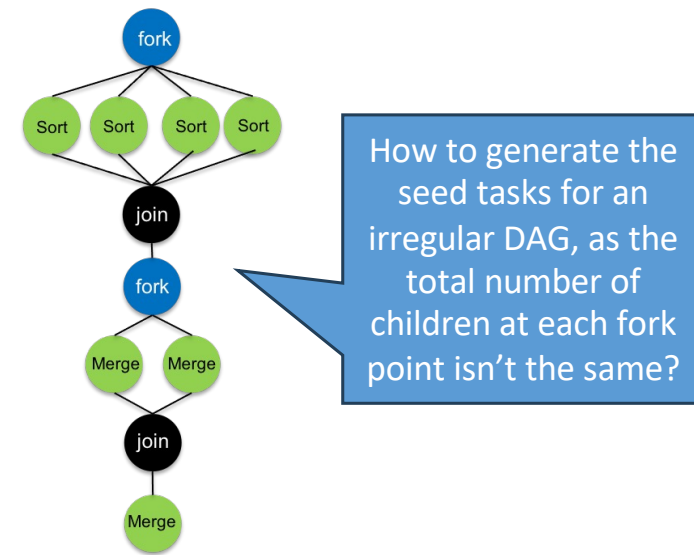 fork
Sort Sort Sort Sort
join
fork
Merge Merge
join
Merge
How to generate the
seed tasks for an
irregular DAG, as the
total number of
children at each fork
point isn’t the same?